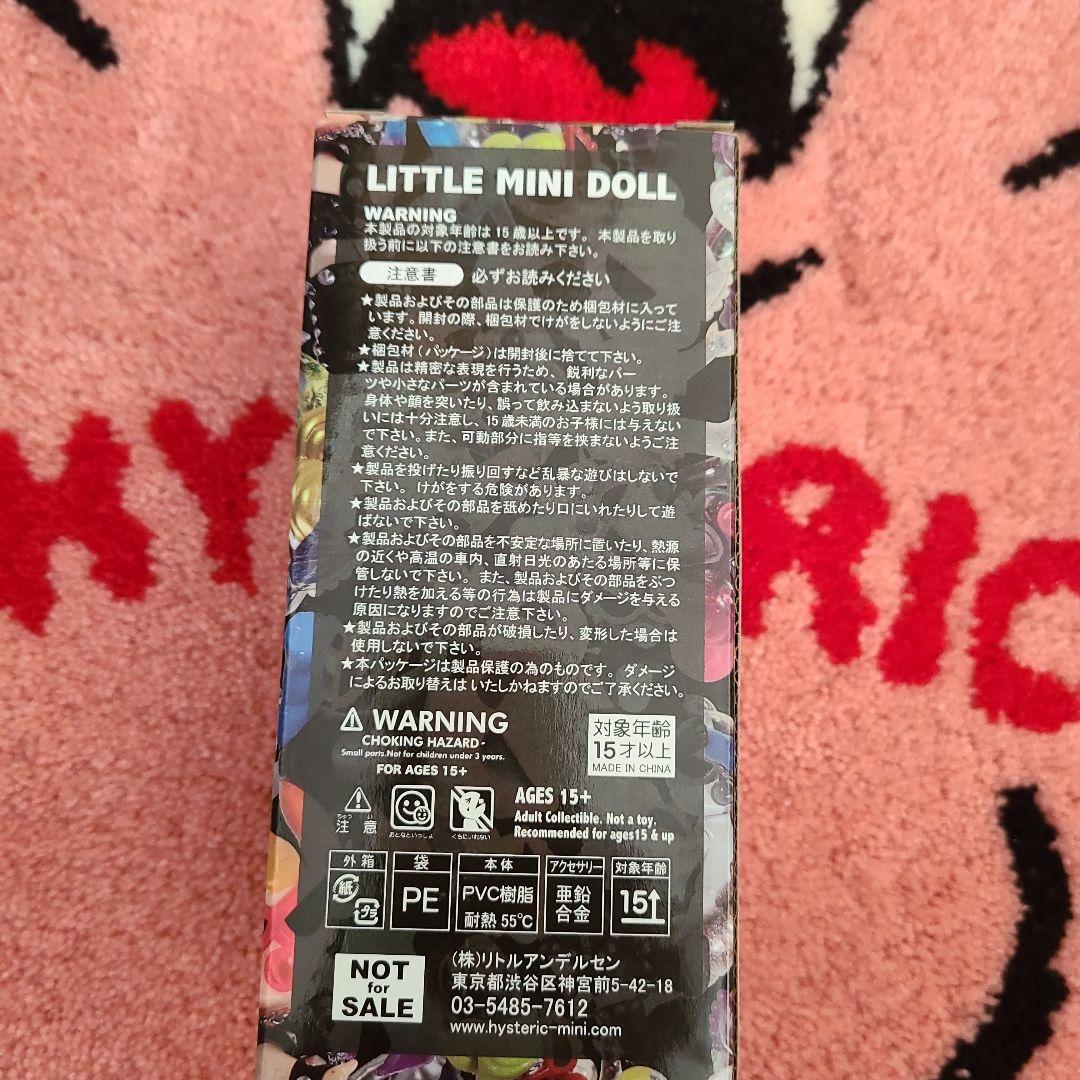 LITTLE MINI DOLL
WARNING
本製品の対象年齢は 15 歳以上です。 本製品を取り
扱う前に以下の注意書をお読み下さい。
注意書 必ずお読みください
★製品およびその部品は保護のため梱包材に入って
います。開封の際、梱包材でけがをしないようにご注
意ください。
★梱包材（パッケージ）は開封後に捨てて下さい。
★製品は精密な表現を行うため、 鋭利なパー
ツや小さなパーツが含まれている場合があります。
身体や顔を突いたり、誤って飲み込まないよう取り扱
いには十分注意し、15 歳未満のお子様には与えない
で下さい。また、可動部分に指等を挟まないようご注
意ください。
★製品を投げたり振り回すなど乱暴な遊びはしないで
下さい。 けがをする危険があります。
★製品およびその部品を舐めたり口にいれたりして遊
ばないで下さい。
★製品およびその部品を不安定な場所に置いたり、熱源
の近くや高温の車内、直射日光のあたる場所等に保
管しないで下さい。 また、製品およびその部品をぶつ
けたり熱を加える等の行為は製品にダメージを与える
原因になりますのでご注意下さい。
★製品およびその部品が破損したり、変形した場合は
使用しないで下さい。
★本パッケージは製品保護の為のものです。 ダメージ
によるお取り替えは いたしかねますのでご了承ください。
WARNING
CHOKING HAZARD-
Small parts.Not for children under 3 years.
FOR AGES 15+
対象年齢
15才以上
MADE IN CHINA
ちゅう い
注 意
おとなといっしょ
くちにいれない
AGES 15+
Adult Collectible. Not a toy.
Recommended for ages15 & up
外箱
紙
プラ
袋
PE
本体
PVC樹脂
耐熱 55℃
アクセサリー
亜鉛
合金
対象年齢
15
NOT
for
SALE
(株)リトルアンデルセン
東京都渋谷区神宮前5-42-18
03-5485-7612
www.hysteric-mini.com
HY
RIC